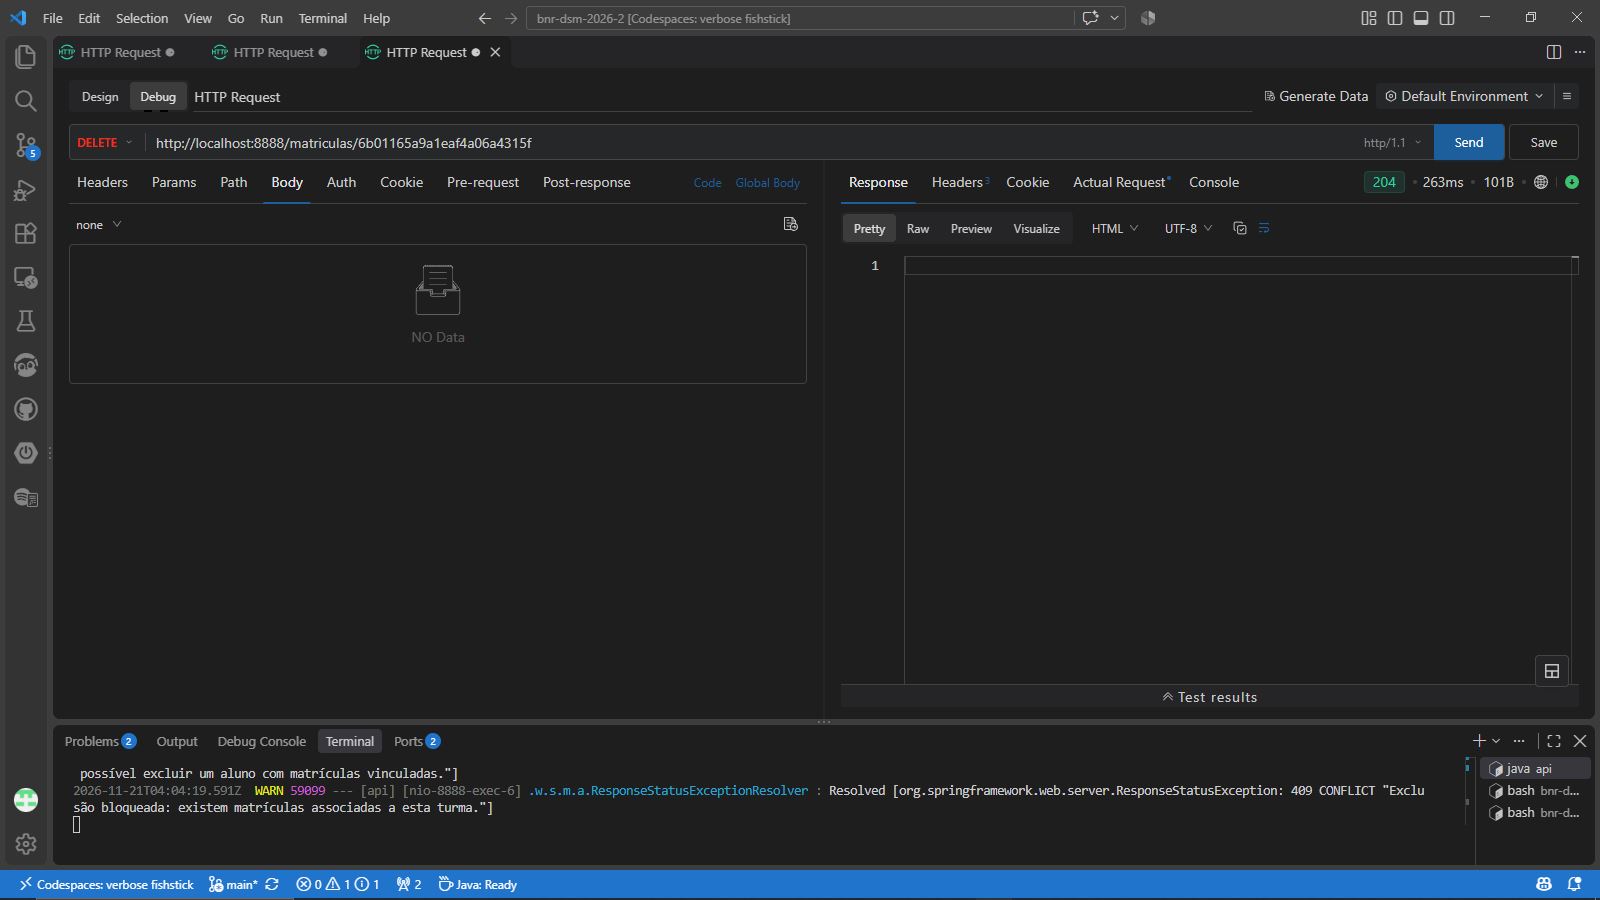 File Edit Selection View Go Run Terminal Help
bnr-dsm-2026-2 [Codespaces: verbose fishstick]
HTTP Request
HTTP Request
HTTP Request
Design Debug HTTP Request
Generate Data Default Environment
DELETE http://localhost:8888/matriculas/6b01165a9a1eaf4a06a4315f http/1.1 Send Save
Headers Params Path Body Auth Cookie Pre-request Post-response Code Global Body
none
NO Data
Response Headers 3 Cookie Actual Request Console 204 263ms 101B
Pretty Raw Preview Visualize HTML UTF-8
1
Test results
Problems 2 Output Debug Console Terminal Ports 2
possível excluir um aluno com matrículas vinculadas."]
2026-11-21T04:04:19.591Z WARN 59099 --- [api] [nio-8888-exec-6] .w.s.m.a.ResponseStatusExceptionResolver : Resolved [org.springframework.web.server.ResponseStatusException: 409 CONFLICT "Exclu
são bloqueada: existem matrículas associadas a esta turma."]
java api
bash bnr-d...
bash bnr-d...
5
Codespaces: verbose fishstick main* 0 1 1 2 Java: Ready